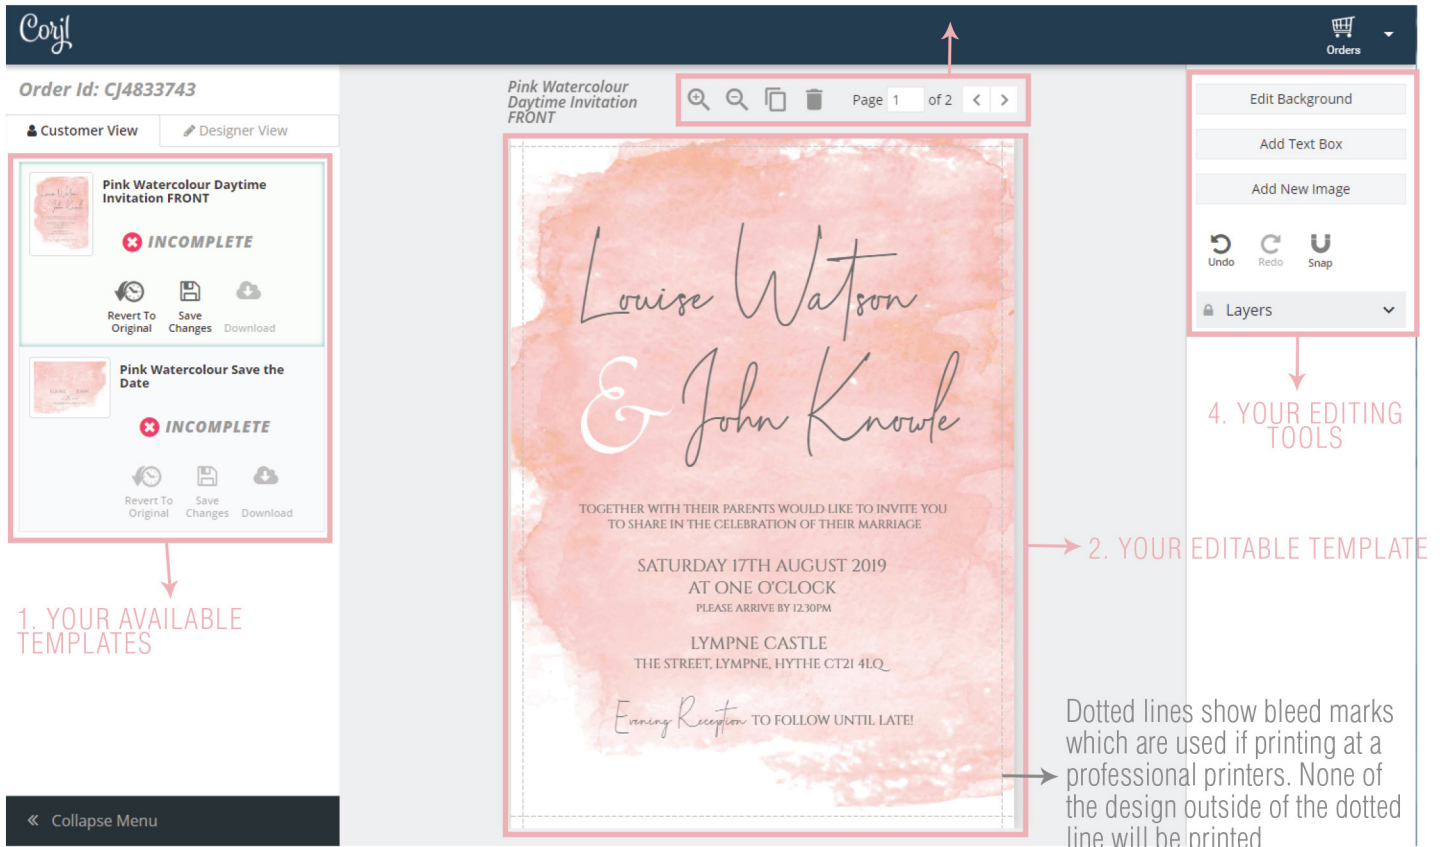 Corjl
Orders
Order Id: CJ4833743
Customer View
Designer View
Pink Watercolour Daytime
Invitation FRONT
INCOMPLETE
Revert To
Original
Save
Changes
Download
Pink Watercolour Save the
Date
INCOMPLETE
Revert To
Original
Save
Changes
Download
1. YOUR AVAILABLE
TEMPLATES
Collapse Menu
Pink Watercolour
Daytime Invitation
FRONT
Page 1 of 2
Louise Watson
& John Knowle
TOGETHER WITH THEIR PARENTS WOULD LIKE TO INVITE YOU
TO SHARE IN THE CELEBRATION OF THEIR MARRIAGE
SATURDAY 17TH AUGUST 2019
AT ONE O'CLOCK
PLEASE ARRIVE BY 12.30PM
LYMPNE CASTLE
THE STREET, LYMPNE, HYTHE CT21 4LQ
Evening Reception TO FOLLOW UNTIL LATE!
Edit Background
Add Text Box
Add New Image
Undo
Redo
Snap
Layers
4. YOUR EDITING
TOOLS
2. YOUR EDITABLE TEMPLATE
Dotted lines show bleed marks
which are used if printing at a
professional printers. None of
the design outside of the dotted
line will be printed